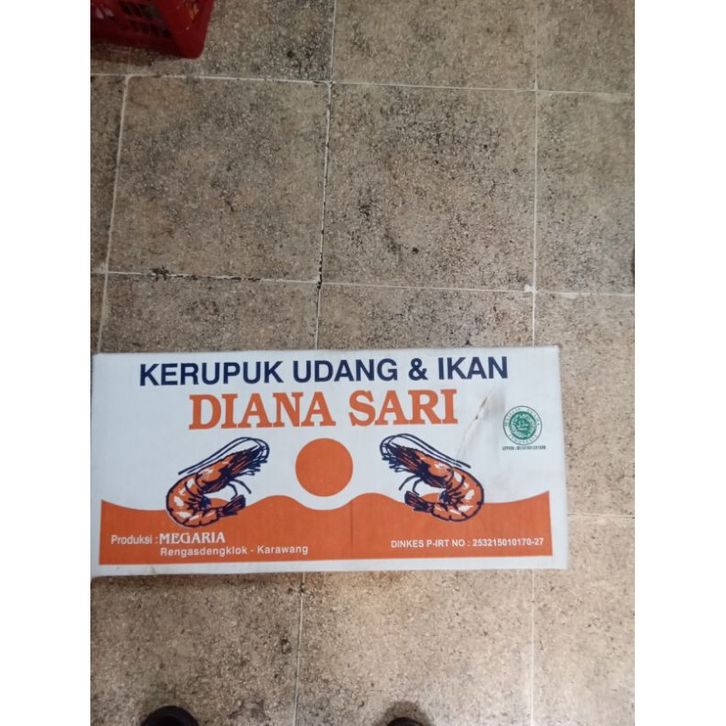 KERUPUK UDANG & IKAN
DIANA SARI
Produksi : MEGARIA
Rengasdengklok - Karawang
DINKES P-IRT NO : 253215010170-27